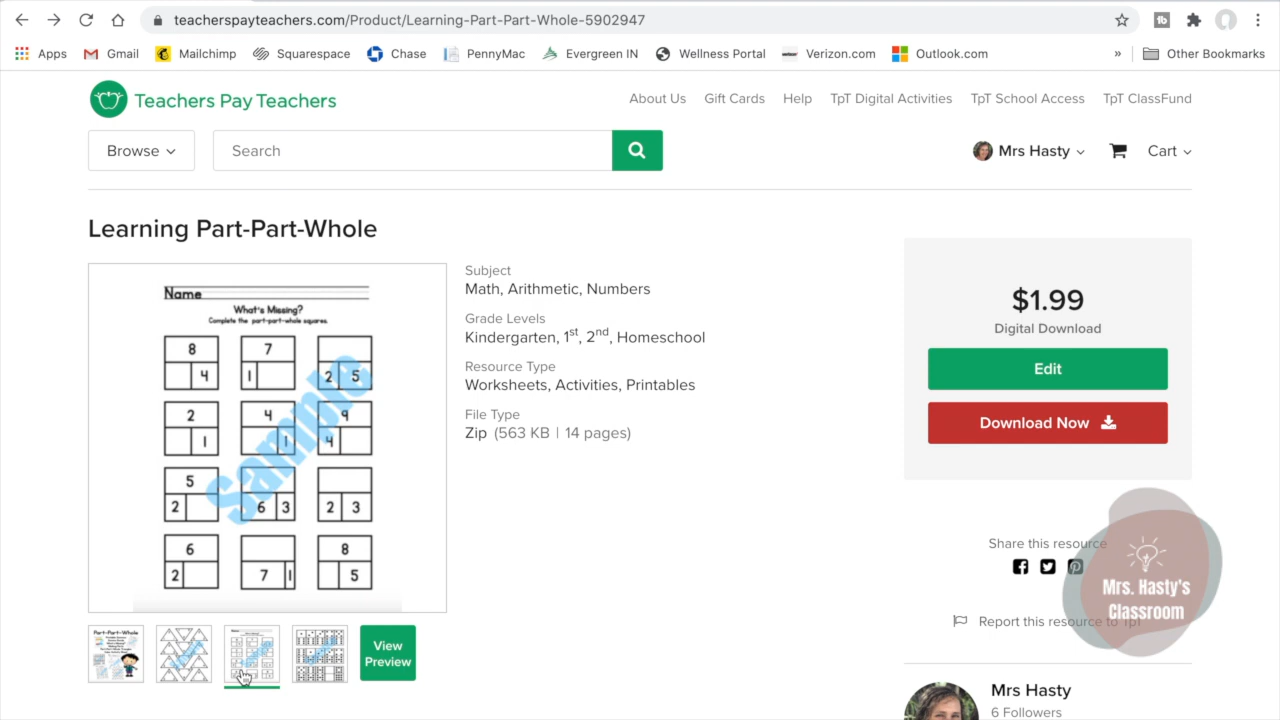 teacherspayteachers.com/Product/Learning-Part-Part-Whole-5902947
Apps Gmail Mailchimp Squarespace Chase PennyMac Evergreen IN Wellness Portal Verizon.com Outlook.com » Other Bookmarks
Teachers Pay Teachers
About Us Gift Cards Help TpT Digital Activities TpT School Access TpT ClassFund
Browse Search Mrs Hasty Cart
Learning Part-Part-Whole
Name
What's Missing?
Complete the part-part-whole squares.
8 7
4 1 2 5
2 4 9
1 1 4
5
2 6 3 2 3
6 8
2 7 1 5
Sample
Part-Part-Whole
View
Preview
Subject
Math, Arithmetic, Numbers
Grade Levels
Kindergarten, 1st, 2nd, Homeschool
Resource Type
Worksheets, Activities, Printables
File Type
Zip (563 KB | 14 pages)
$1.99
Digital Download
Edit
Download Now
Share this resource
Mrs. Hasty's
Classroom
Report this resource to TpT
Mrs Hasty
6 Followers